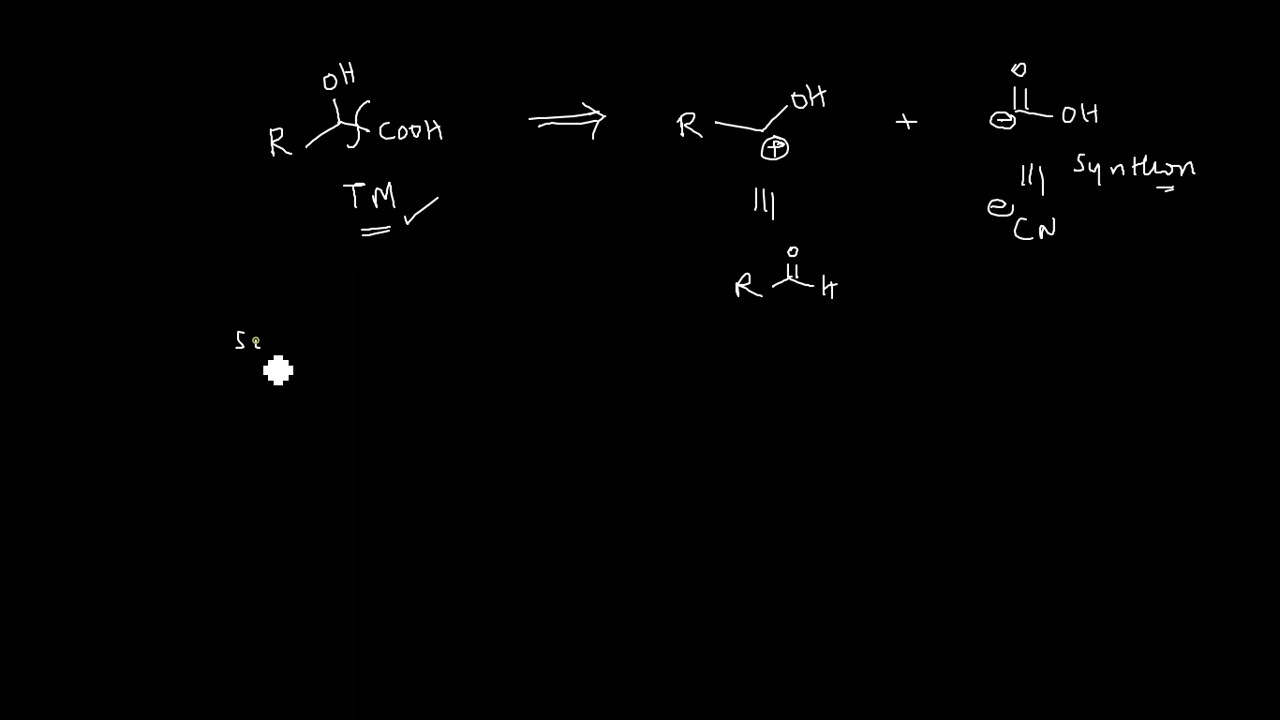 OH
R COOH ⟹ R OH ⊕ + O ⊖ OH
TM ✓
Synthon
⊖ CN
O
R H